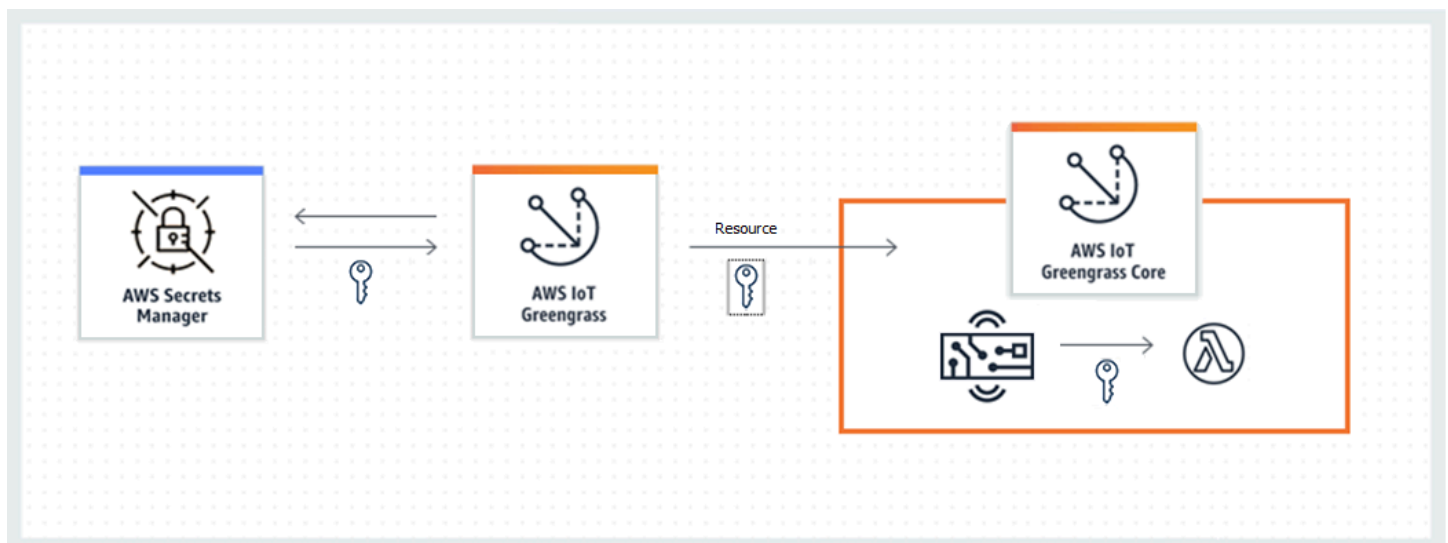 AWS Secrets
Manager
AWS IoT
Greengrass
Resource
AWS IoT
Greengrass Core